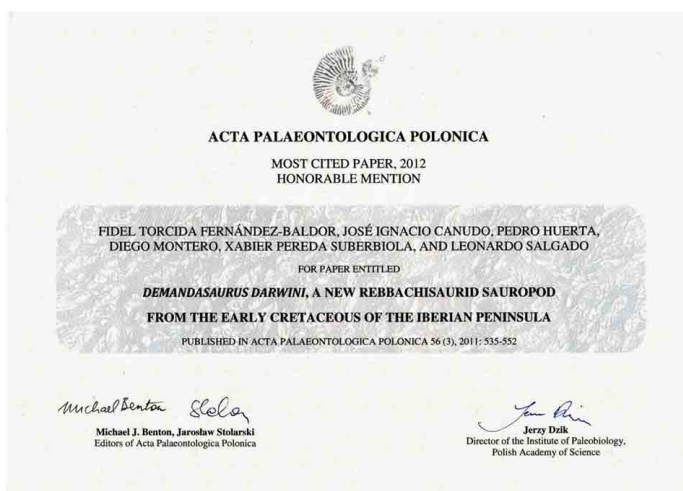 ACTA PALAEONTOLOGICA POLONICA
MOST CITED PAPER, 2012
HONORABLE MENTION
FIDEL TORCIDA FERNÁNDEZ-BALDOR, JOSÉ IGNACIO CANUDO, PEDRO HUERTA,
DIEGO MONTERO, XABIER PEREDA SUBERBIOLA, AND LEONARDO SALGADO
FOR PAPER ENTITLED
DEMANDASAURUS DARWINI, A NEW REBBACHISAURID SAUROPOD
FROM THE EARLY CRETACEOUS OF THE IBERIAN PENINSULA
PUBLISHED IN ACTA PALAEONTOLOGICA POLONICA 56 (3), 2011: 535-552
Michael Benton
Michael J. Benton, Jarosław Stolarski
Editors of Acta Palaeontologica Polonica
Jerzy Dzik
Director of the Institute of Paleobiology,
Polish Academy of Science